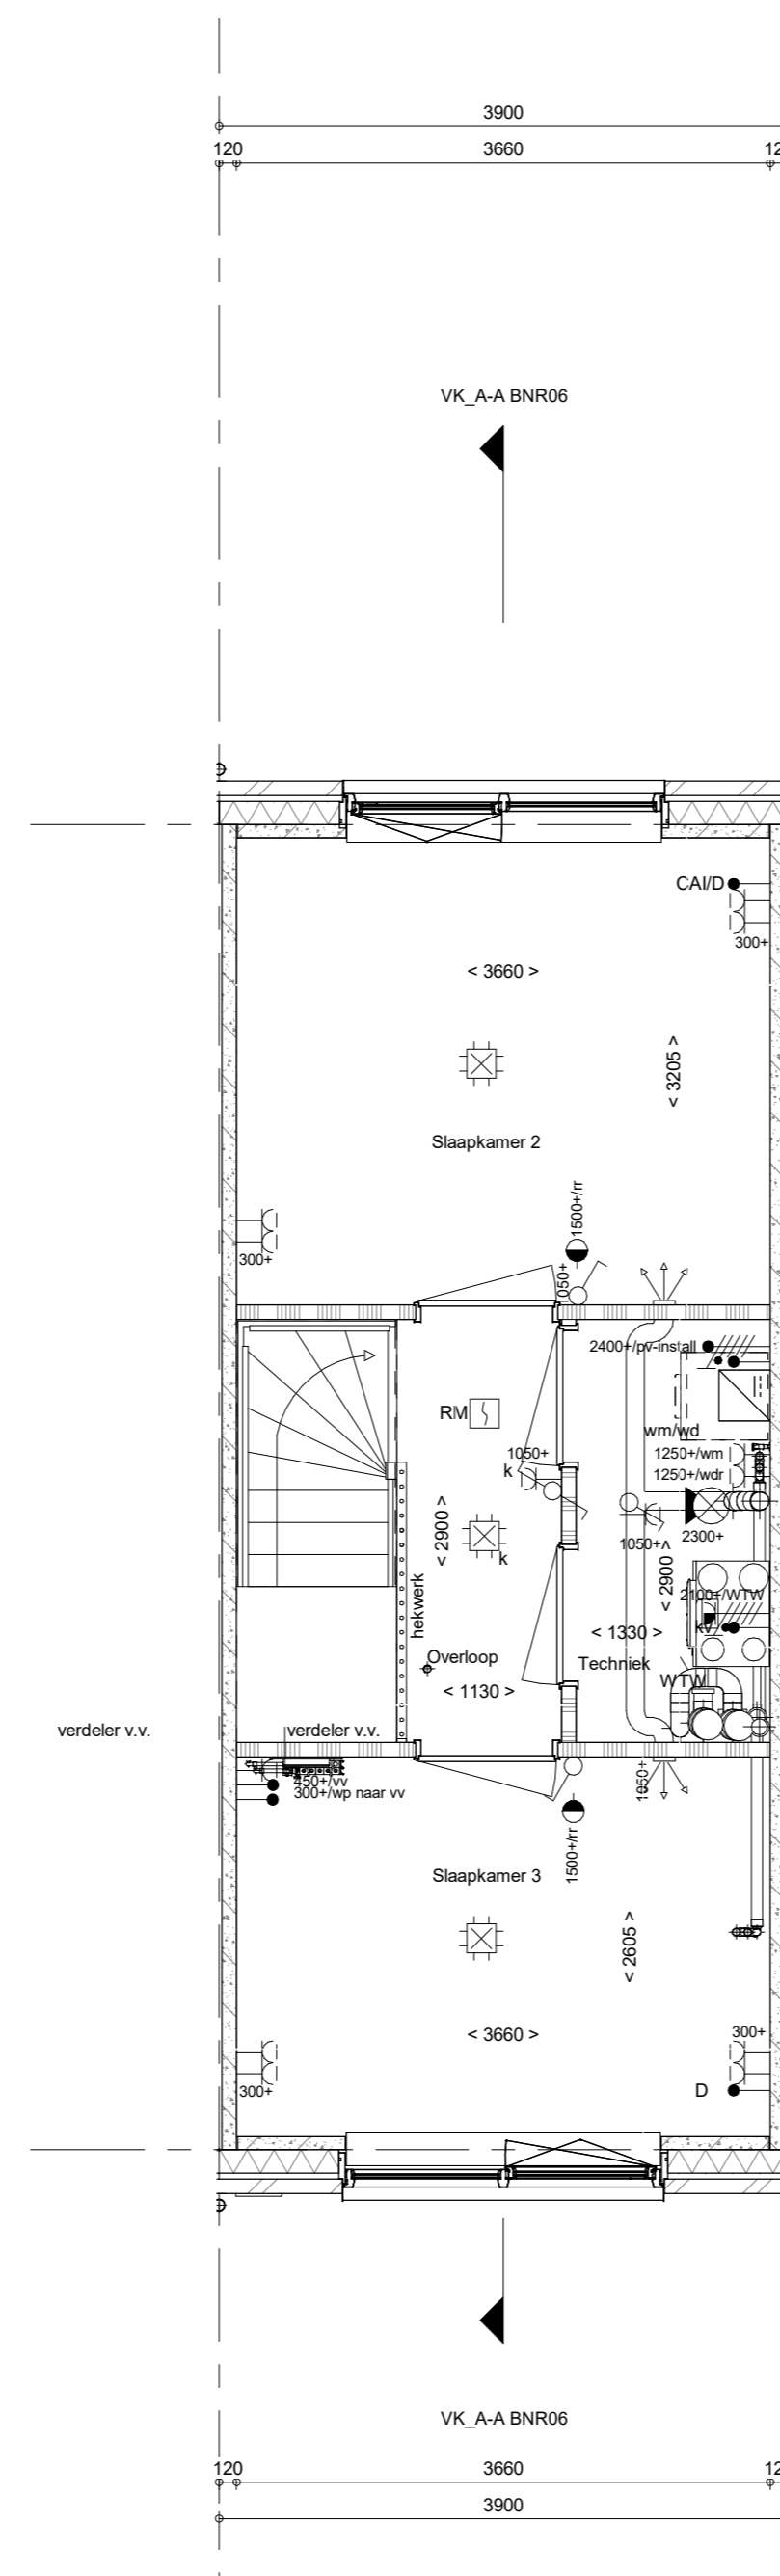 3900
120 3660 12
VK_A-A BNR06
CAI/D
300+
< 3660 >
< 3205 >
Slaapkamer 2
1500+/rr
300+
1050+
2400+/pv-install
RM
wm/wd
1050+
k
1250+/wm
1250+/wdr
2300+
1050+
< 2900 >
< 2900 >
k
hekwerk
2100+/WTW
kv
< 1330 >
Overloop
Techniek
< 1130 >
WTW
verdeler v.v.
verdeler v.v.
450+/vv
300+/wp naar vv
1050+
1500+/rr
Slaapkamer 3
< 2605 >
< 3660 >
300+
300+
D
VK_A-A BNR06
120 3660 12
3900